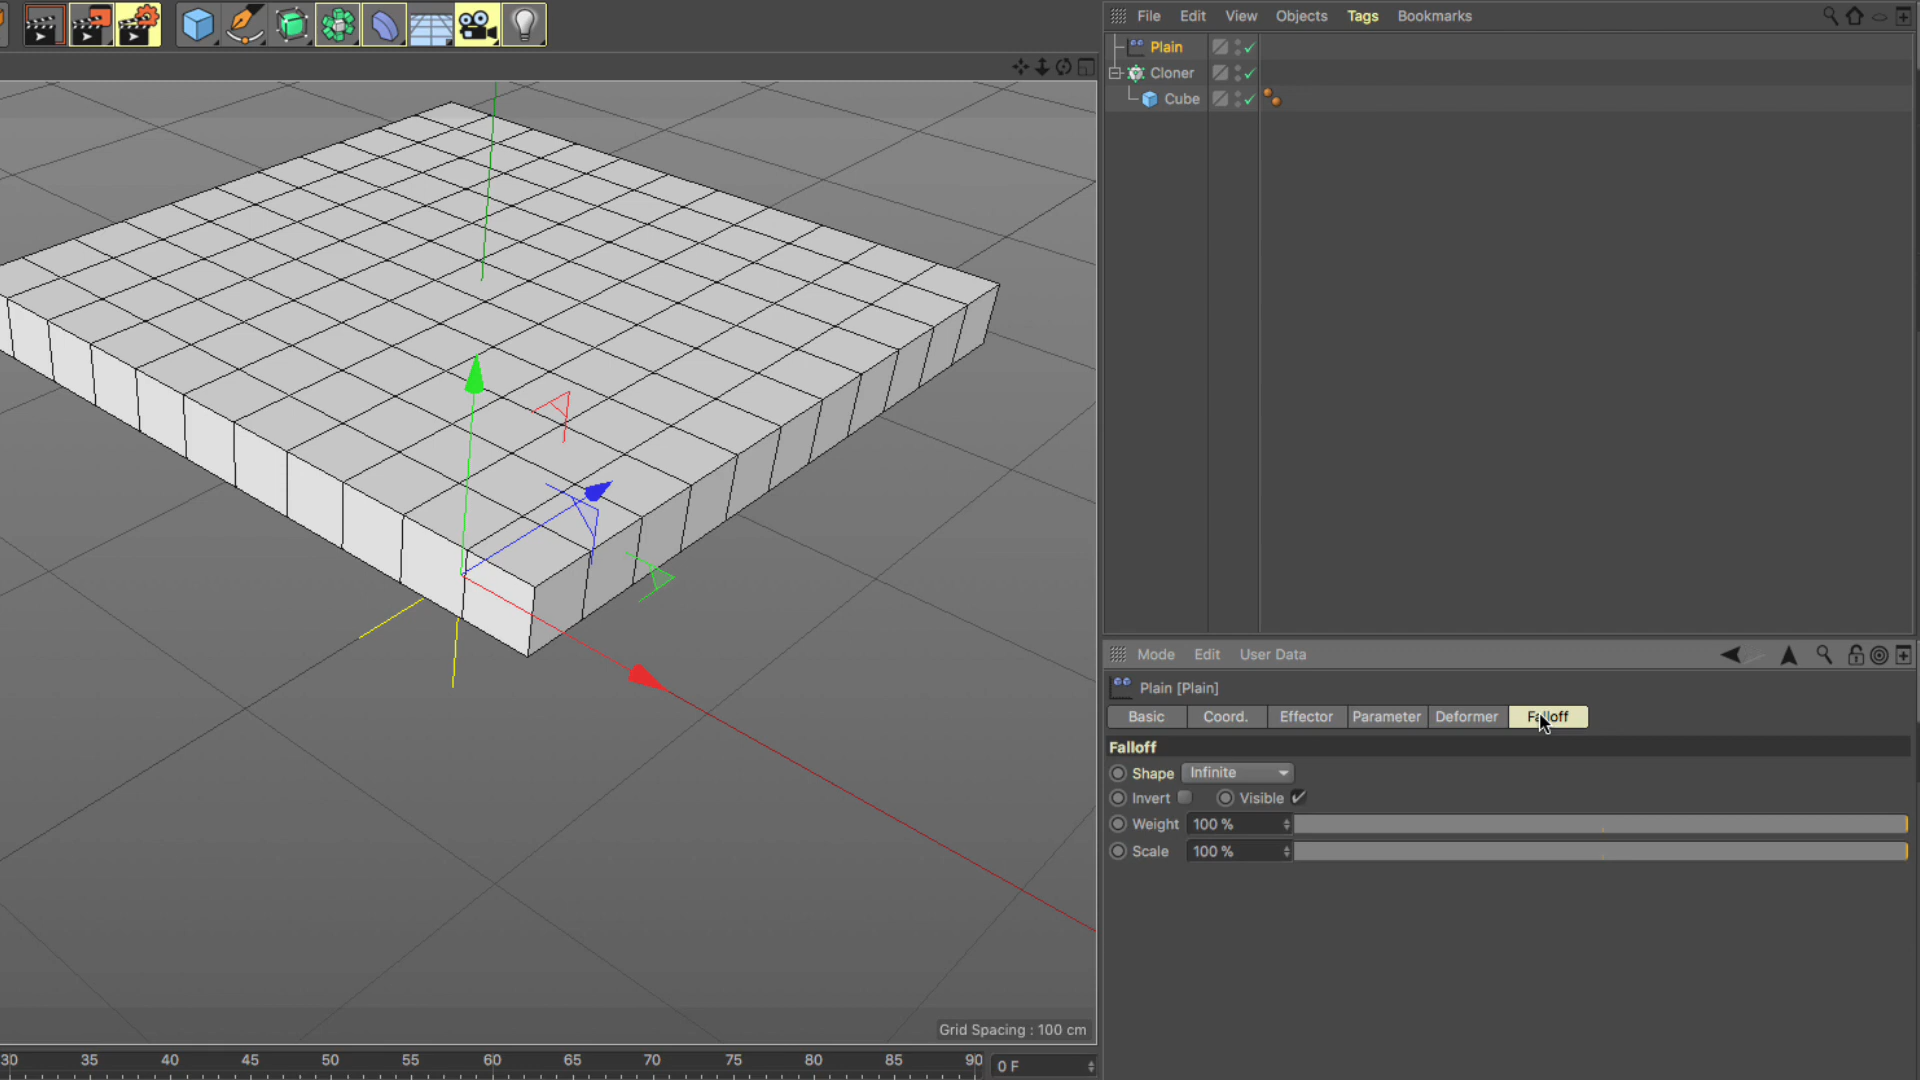 File Edit View Objects Tags Bookmarks
Plain
Cloner
Cube
Mode Edit User Data
Plain [Plain]
Basic Coord. Effector Parameter Deformer Falloff
Falloff
Shape Infinite
Invert Visible
Weight 100 %
Scale 100 %
Grid Spacing : 100 cm
30 35 40 45 50 55 60 65 70 75 80 85 90 0 F